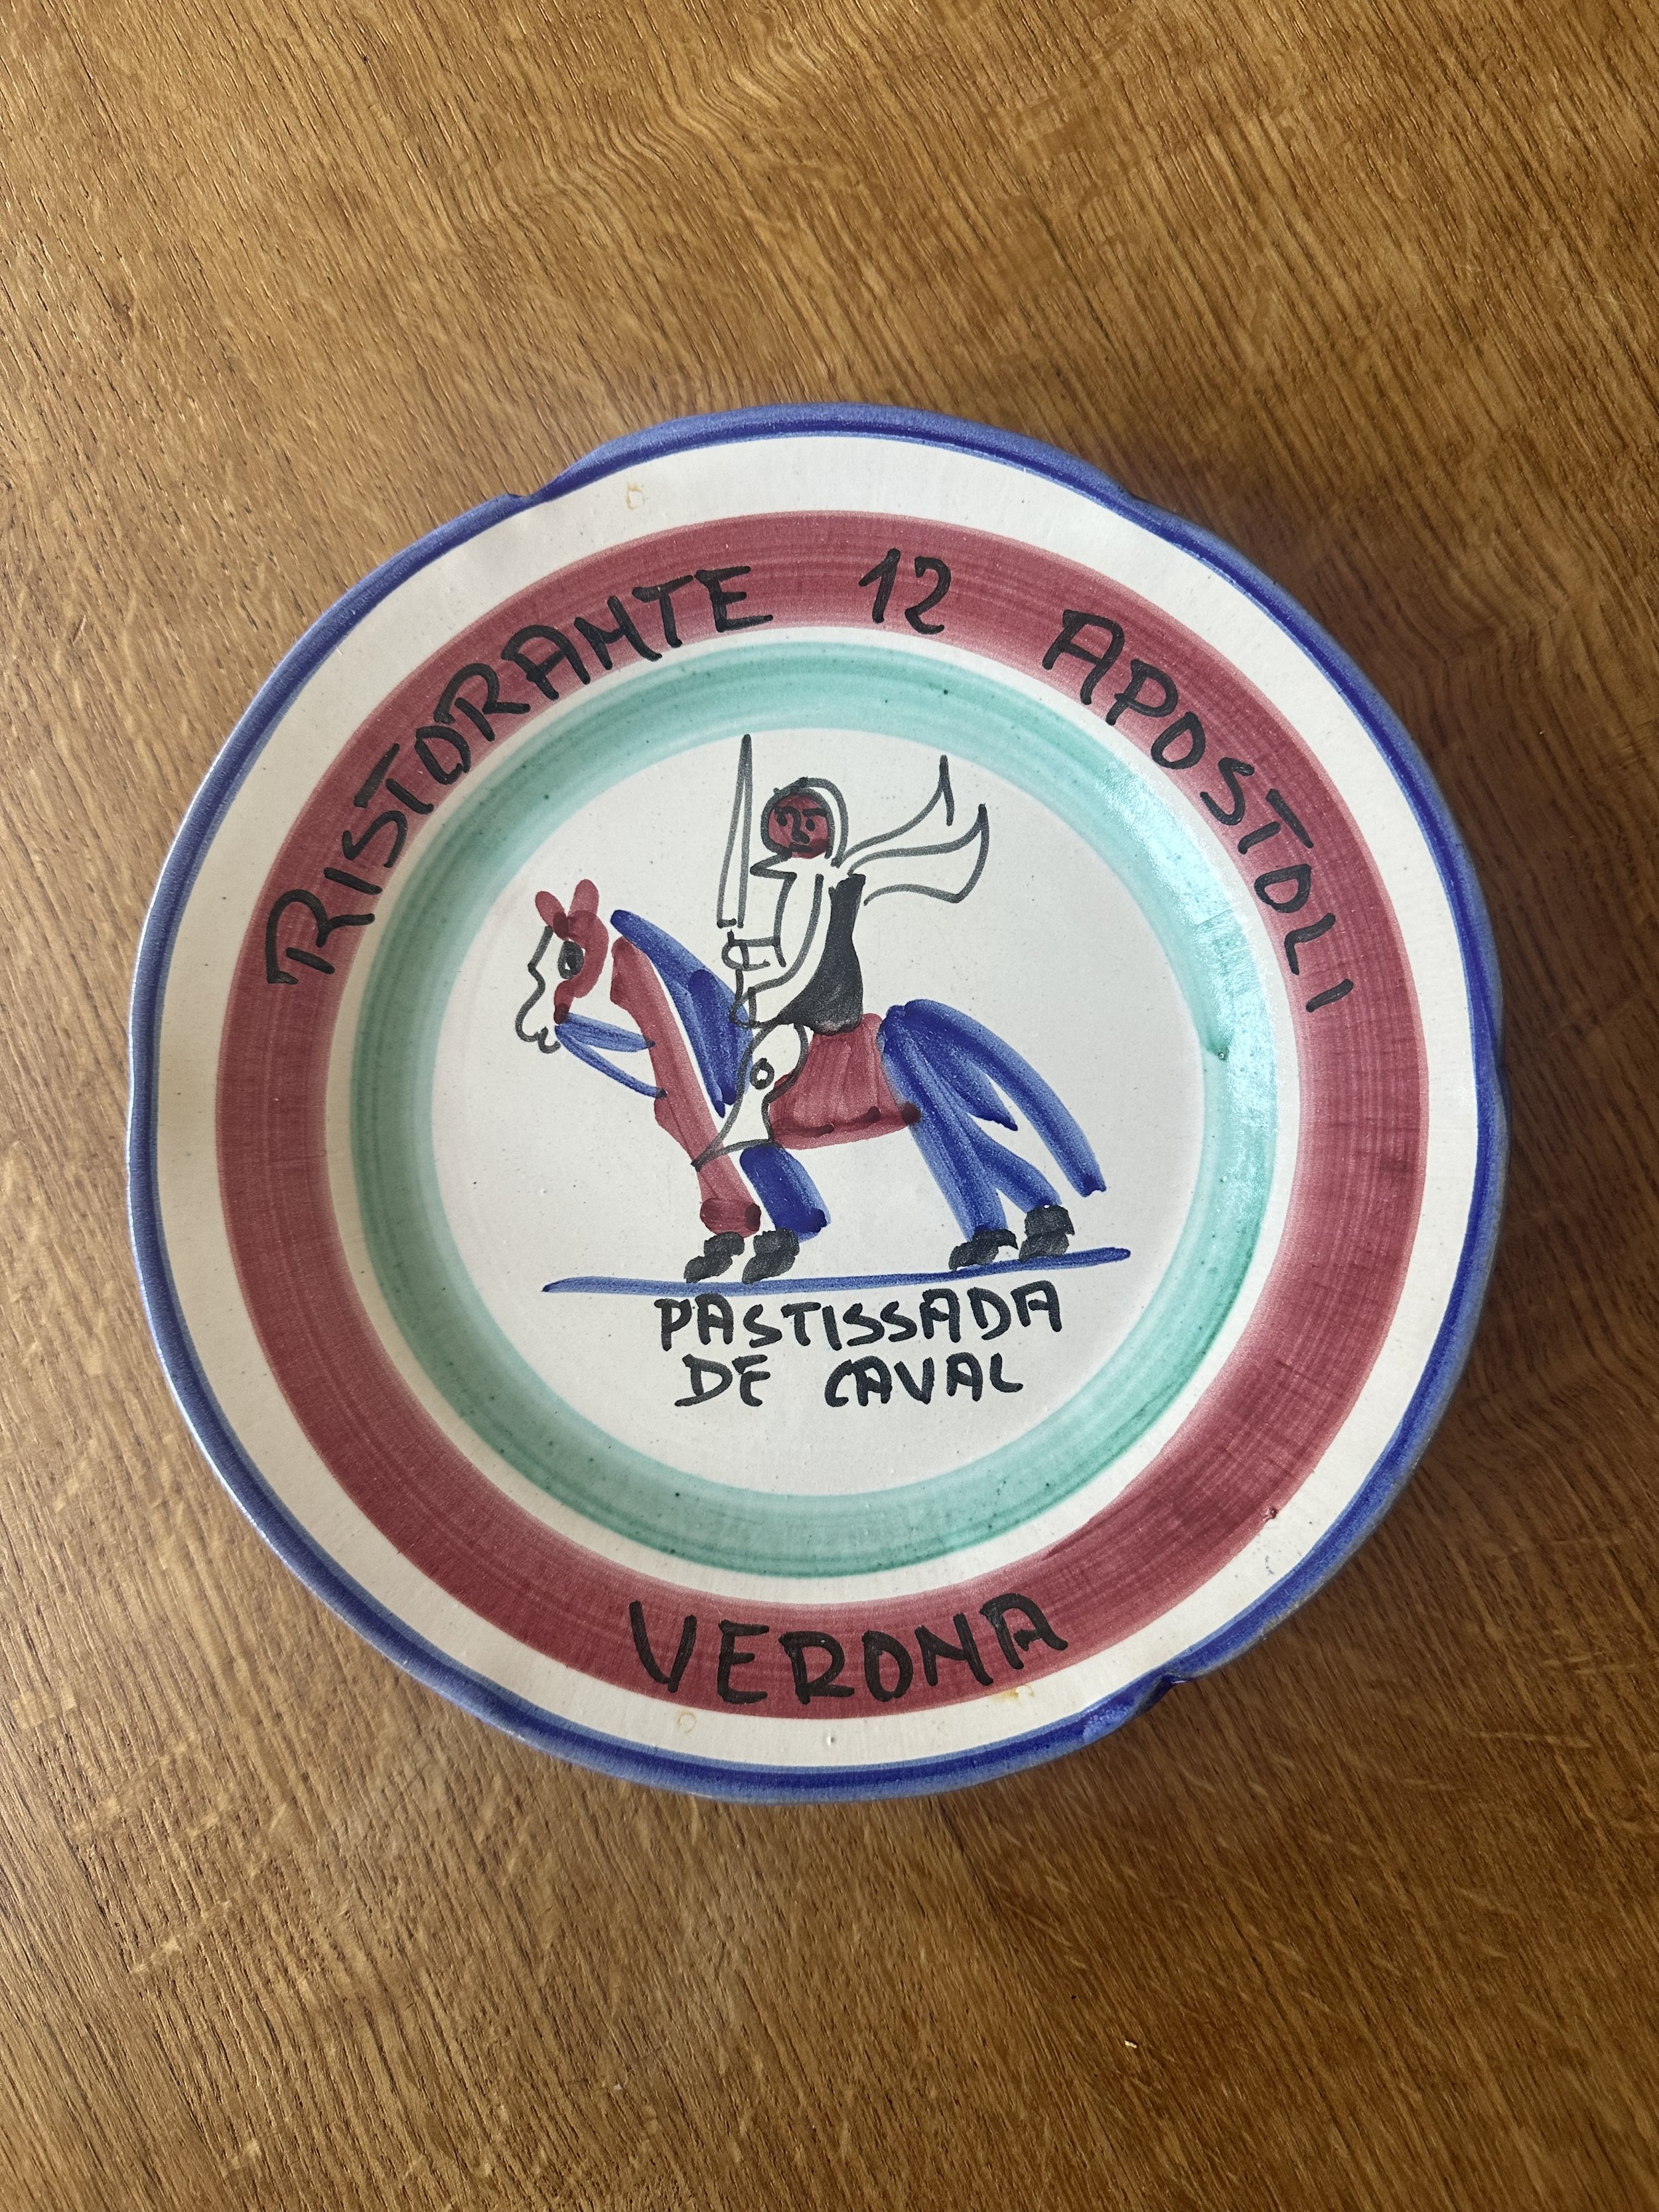 RISTORANTE 12 APOSTOLI
PASTISSADA
DE CAVAL
VERONA